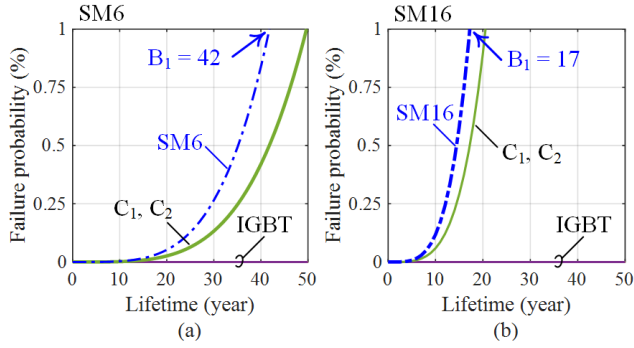 SM6
Failure probability (%)
1
0.75
0.5
0.25
0
B₁ = 42
SM6
C₁, C₂
IGBT
0 10 20 30 40 50
Lifetime (year)
(a)
SM16
Failure probability (%)
1
0.75
0.5
0.25
0
B₁ = 17
SM16
C₁, C₂
IGBT
0 10 20 30 40 50
Lifetime (year)
(b)